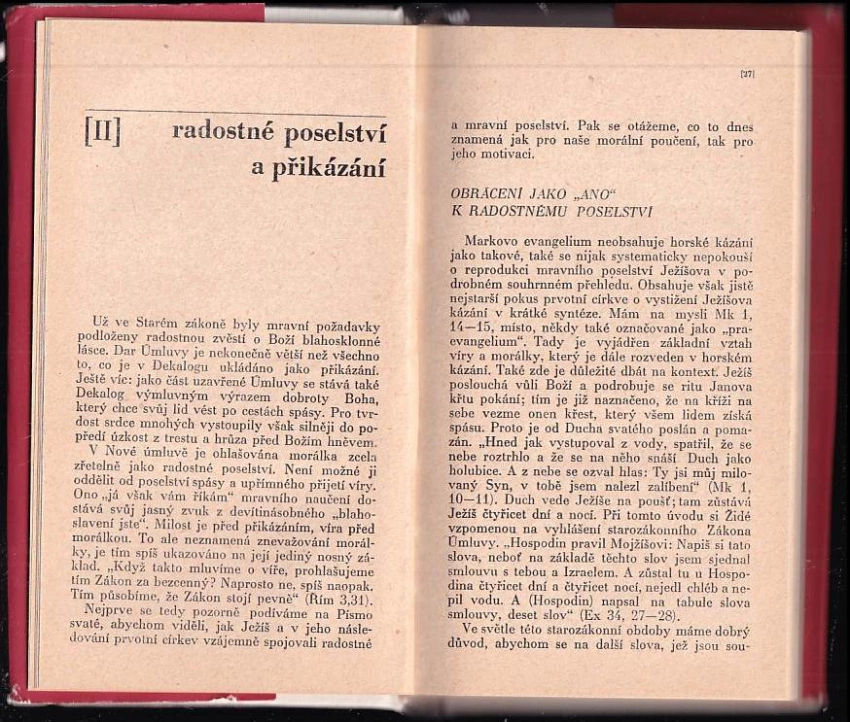 [II] radostné poselství
a přikázání
Už ve Starém zákoně byly mravní požadavky
podloženy radostnou zvěstí o Boží blahosklonné
lásce. Dar Úmluvy je nekonečně větší než všechno
to, co je v Dekalogu ukládáno jako přikázání.
Ještě víc: jako část uzavřené Úmluvy se stává také
Dekalog výmluvným výrazem dobroty Boha,
který chce svůj lid vést po cestách spásy. Pro tvr-
dost srdce mnohých vystoupily však silněji do po-
předí úzkost z trestu a hrůza před Božím hněvem.
V Nové úmluvě je ohlašována morálka zcela
zřetelně jako radostné poselství. Není možné ji
oddělit od poselství spásy a upřímného přijetí víry.
Ono „já však vám říkám“ mravního naučení do-
stává svůj jasný zvuk z devítinásobného „blaho-
slavení jste“. Milost je před přikázáním, víra před
morálkou. To ale neznamená znevažování morál-
ky, je tím spíš ukazováno na její jediný nosný zá-
klad. „Když takto mluvíme o víře, prohlašujeme
tím Zákon za bezcenný? Naprosto ne, spíš naopak.
Tím působíme, že Zákon stojí pevně“ (Řím 3,31).
Nejprve se tedy pozorně podíváme na Písmo
svaté, abychom viděli, jak Ježíš a v jeho násle-
dování prvotní církev vzájemně spojovali radostné
[27]
a mravní poselství. Pak se otážeme, co to dnes
znamená jak pro naše morální poučení, tak pro
jeho motivaci.
OBRÁCENÍ JAKO „ANO“
K RADOSTNÉMU POSELSTVÍ
Markovo evangelium neobsahuje horské kázání
jako takové, také se nijak systematicky nepokouší
o reprodukci mravního poselství Ježíšova v po-
drobném souhrnném přehledu. Obsahuje však jistě
nejstarší pokus prvotní církve o vystižení Ježíšova
kázání v krátké syntéze. Mám na mysli Mk 1,
14–15, místo, někdy také označované jako „pra-
evangelium“. Tady je vyjádřen základní vztah
víry a morálky, který je dále rozveden v horském
kázání. Také zde je důležité dbát na kontext. Ježíš
poslouchá vůli Boží a podrobuje se ritu Janova
křtu pokání; tím je již naznačeno, že na kříži na
sebe vezme onen křest, který všem lidem získá
spásu. Proto je od Ducha svatého poslán a poma-
zán. „Hned jak vystupoval z vody, spatřil, že se
nebe roztrhlo a že se na něho snáší Duch jako
holubice. A z nebe se ozval hlas: Ty jsi můj milo-
vaný Syn, v tobě jsem nalezl zalíbení“ (Mk 1,
10–11). Duch vede Ježíše na poušť; tam zůstává
Ježíš čtyřicet dní a nocí. Při tomto úvodu si Židé
vzpomenou na vyhlášení starozákonního Zákona
Úmluvy. „Hospodin pravil Mojžíšovi: Napiš si tato
slova, neboť na základě těchto slov jsem sjednal
smlouvu s tebou a Izraelem. A zůstal tu u Hospo-
dina čtyřicet dní a čtyřicet nocí, nejedl chléb a ne-
pil vodu. A (Hospodin) napsal na tabule slova
smlouvy, deset slov“ (Ex 34, 27–28).
Ve světle této starozákonní obdoby máme dobrý
důvod, abychom se na další slova, jež jsou sou-